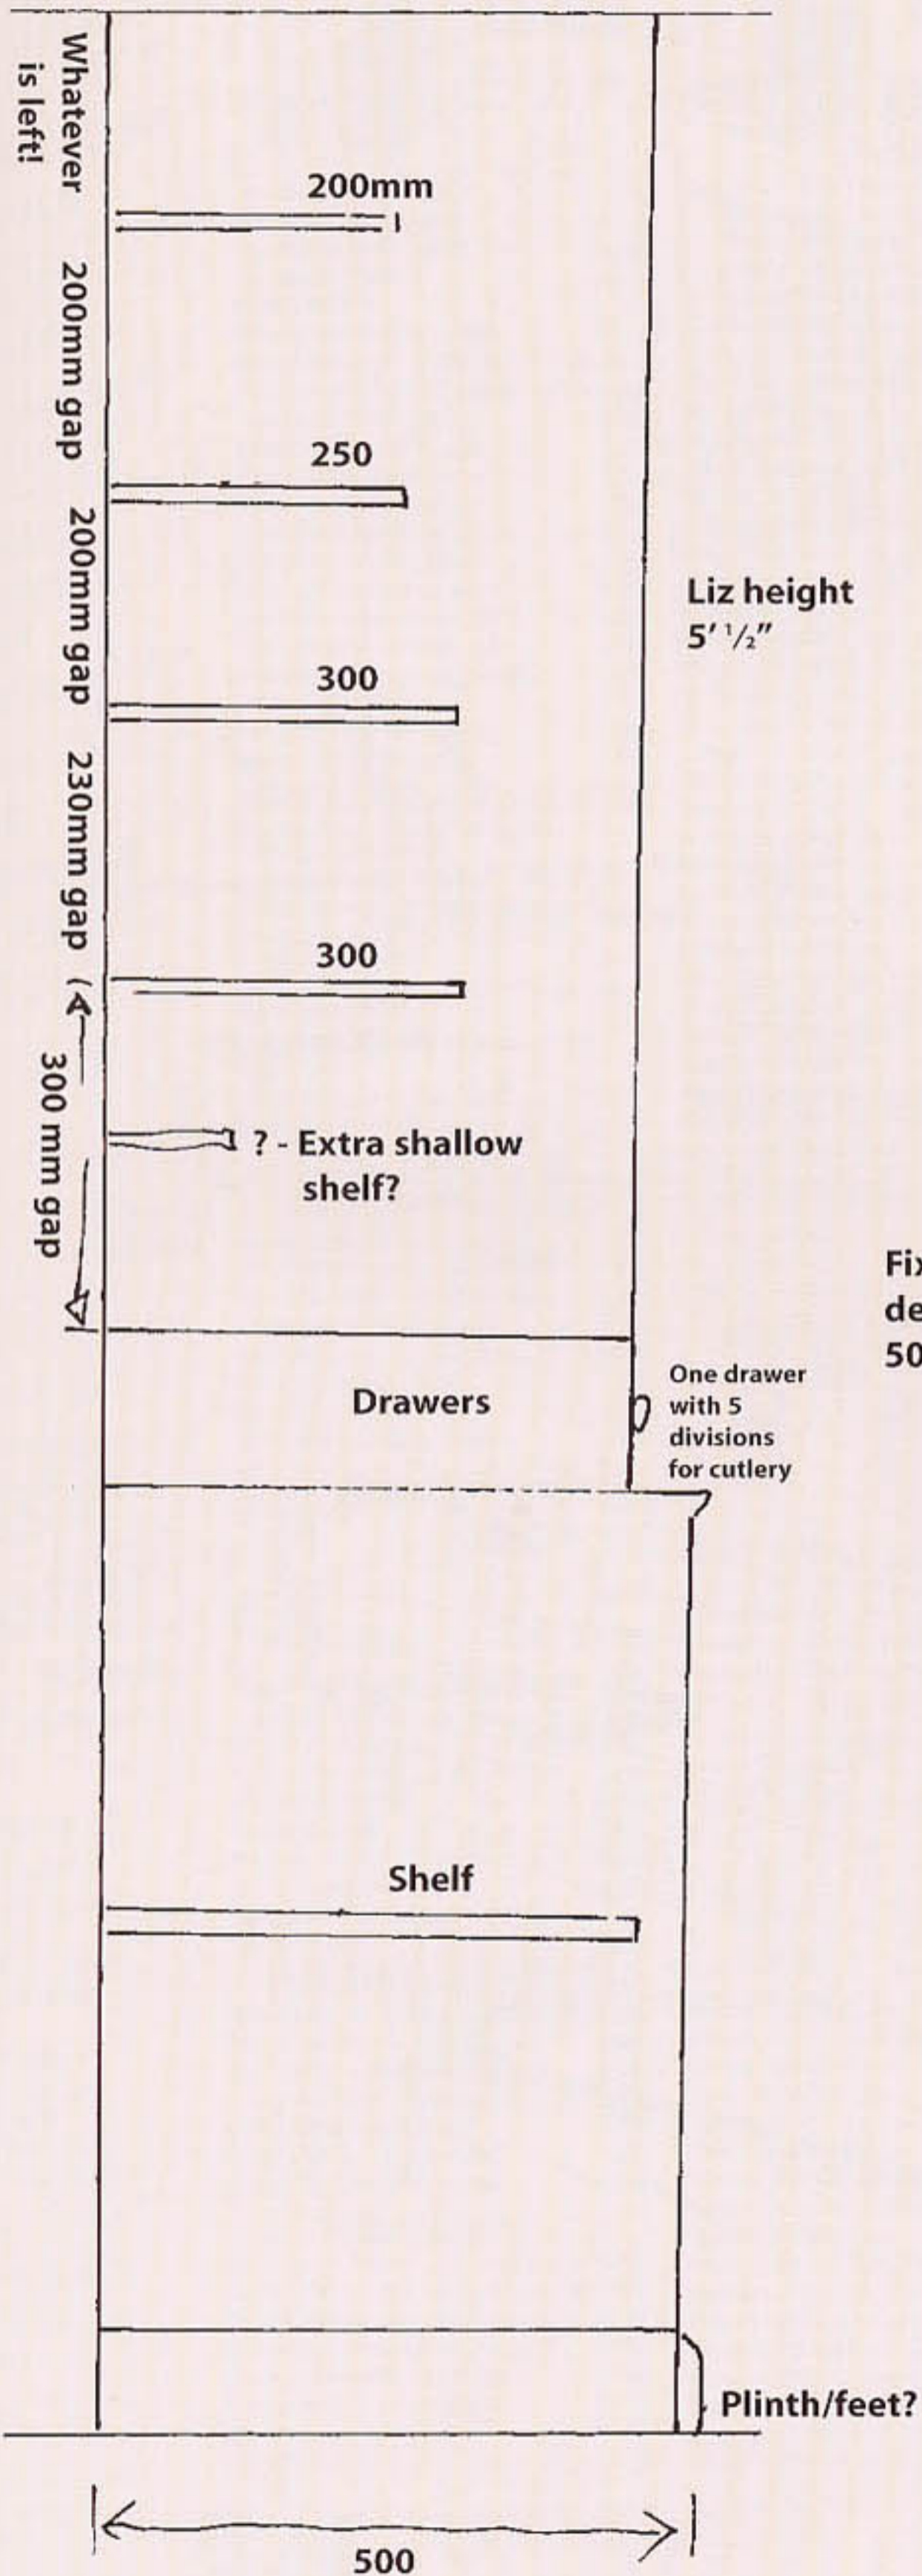 Whatever
is left!
200mm
200mm gap
250
200mm gap
Liz height
5' ½"
300
230mm gap
300
300 mm gap
? - Extra shallow
shelf?
Drawers
One drawer
with 5
divisions
for cutlery
Shelf
Plinth/feet?
500